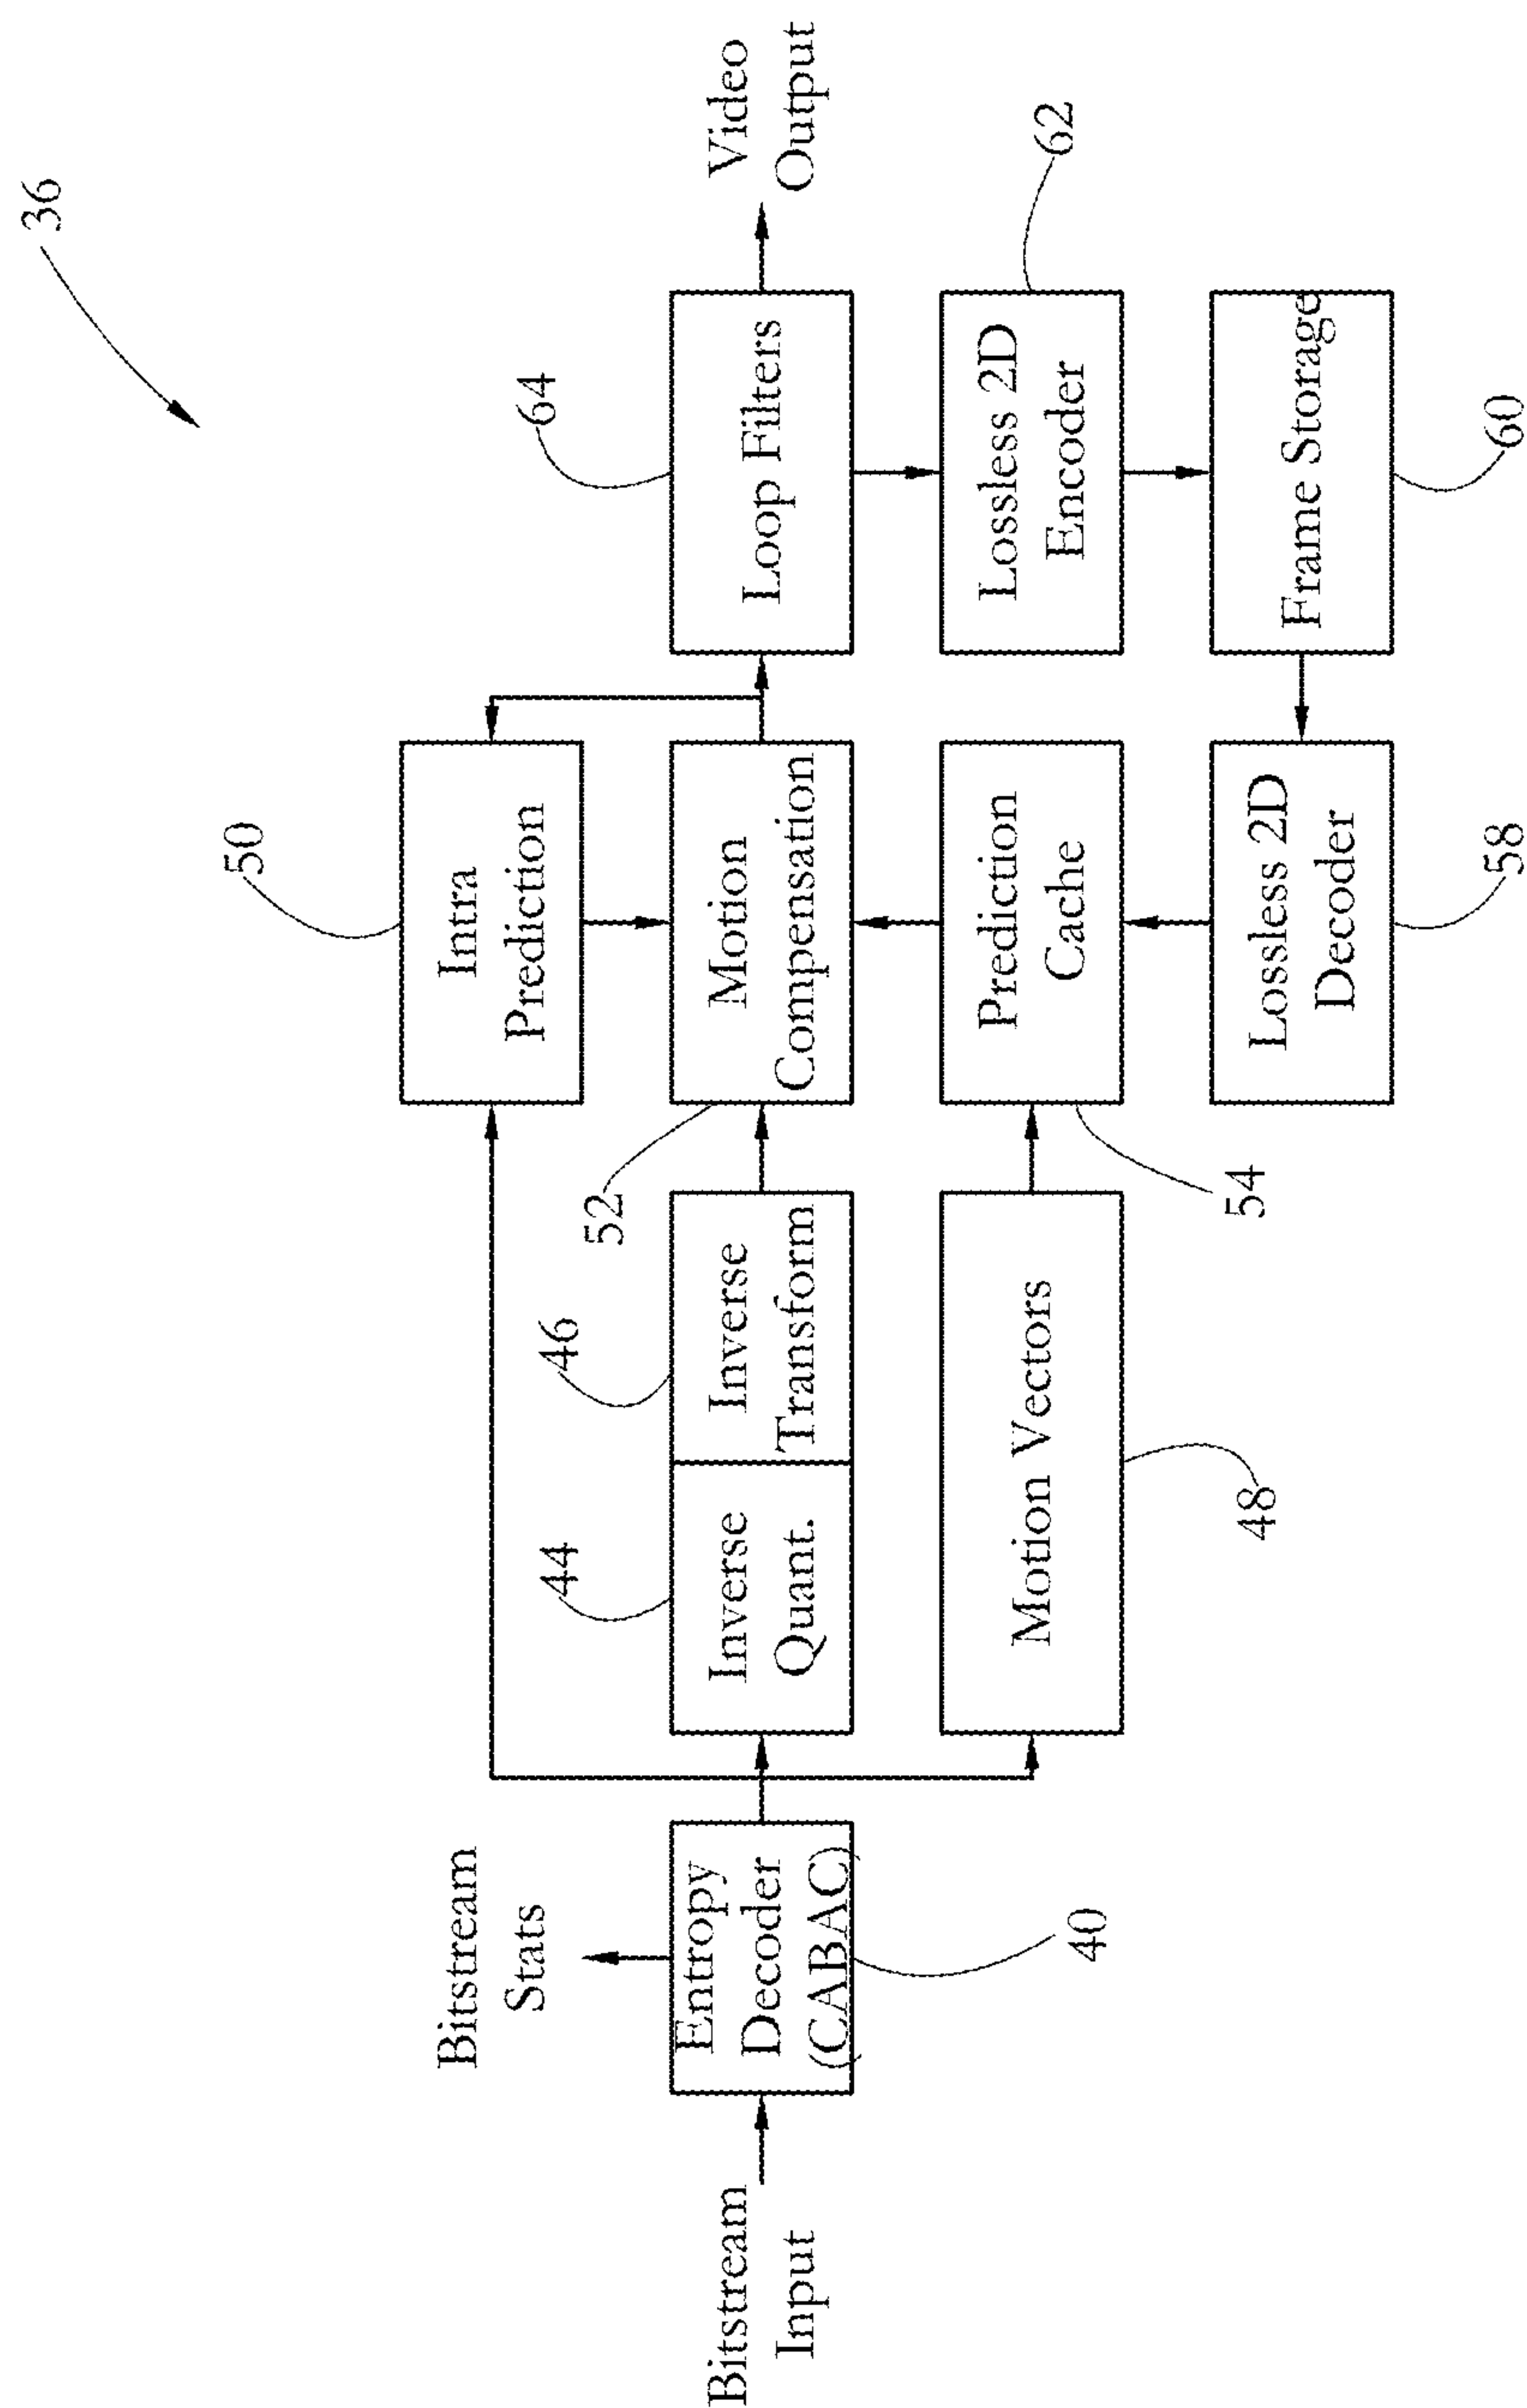 36
50
Intra
Prediction
64
Bitstream
Stats
44
46
52
Bitstream
Input
Entropy
Decoder
(CABAC)
Inverse
Quant.
Inverse
Transform
Motion
Compensation
Loop Filters
Video
Output
40
Motion Vectors
Prediction
Cache
Lossless 2D
Encoder
62
48
54
Lossless 2D
Decoder
Frame Storage
58
60